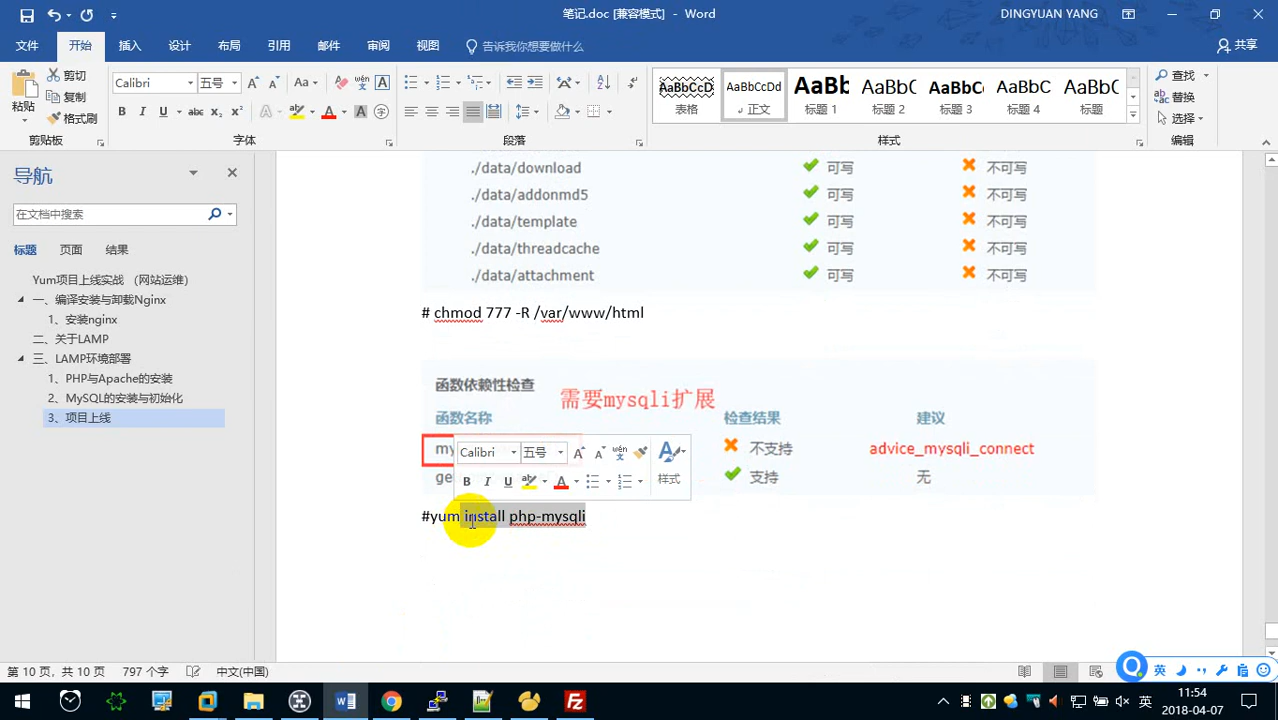 笔记.doc [兼容模式] - Word
DINGYUAN YANG
文件 开始 插入 设计 布局 引用 邮件 审阅 视图 告诉我你想要做什么 共享
粘贴 剪切 复制 格式刷 剪贴板
Calibri 五号 字体
段落
AaBbCcD AaBbCcDd AaBb AaBbC AaBbC AaBbC AaBbC
表格 正文 标题 1 标题 2 标题 3 标题 4 标题
样式
查找 替换 选择 编辑
导航
在文档中搜索
标题 页面 结果
Yum项目上线实战 （网站运维）
一、编译安装与卸载Nginx
1、安装nginx
二、关于LAMP
三、LAMP环境部署
1、PHP与Apache的安装
2、MySQL的安装与初始化
3、项目上线
./data/download 可写 不可写
./data/addonmd5 可写 不可写
./data/template 可写 不可写
./data/threadcache 可写 不可写
./data/attachment 可写 不可写
# chmod 777 -R /var/www/html
函数依赖性检查
需要mysqli扩展
函数名称 检查结果 建议
my 不支持 advice_mysqli_connect
ge 支持 无
Calibri 五号 样式
#yum install php-mysqli
第 10 页，共 10 页 797 个字 中文(中国)
英
英 11:54
2018-04-07